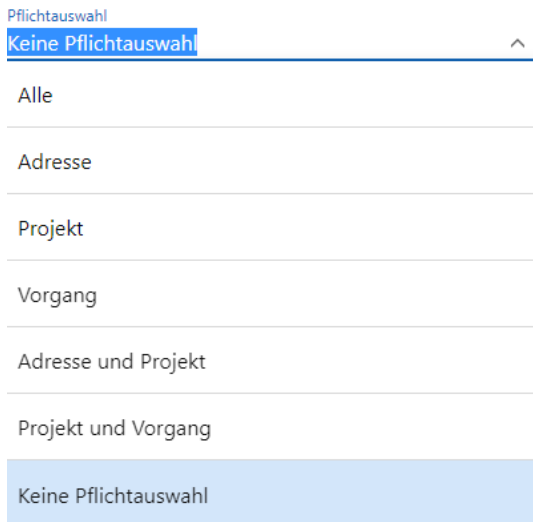 Pflichtauswahl
Keine Pflichtauswahl
Alle
Adresse
Projekt
Vorgang
Adresse und Projekt
Projekt und Vorgang
Keine Pflichtauswahl